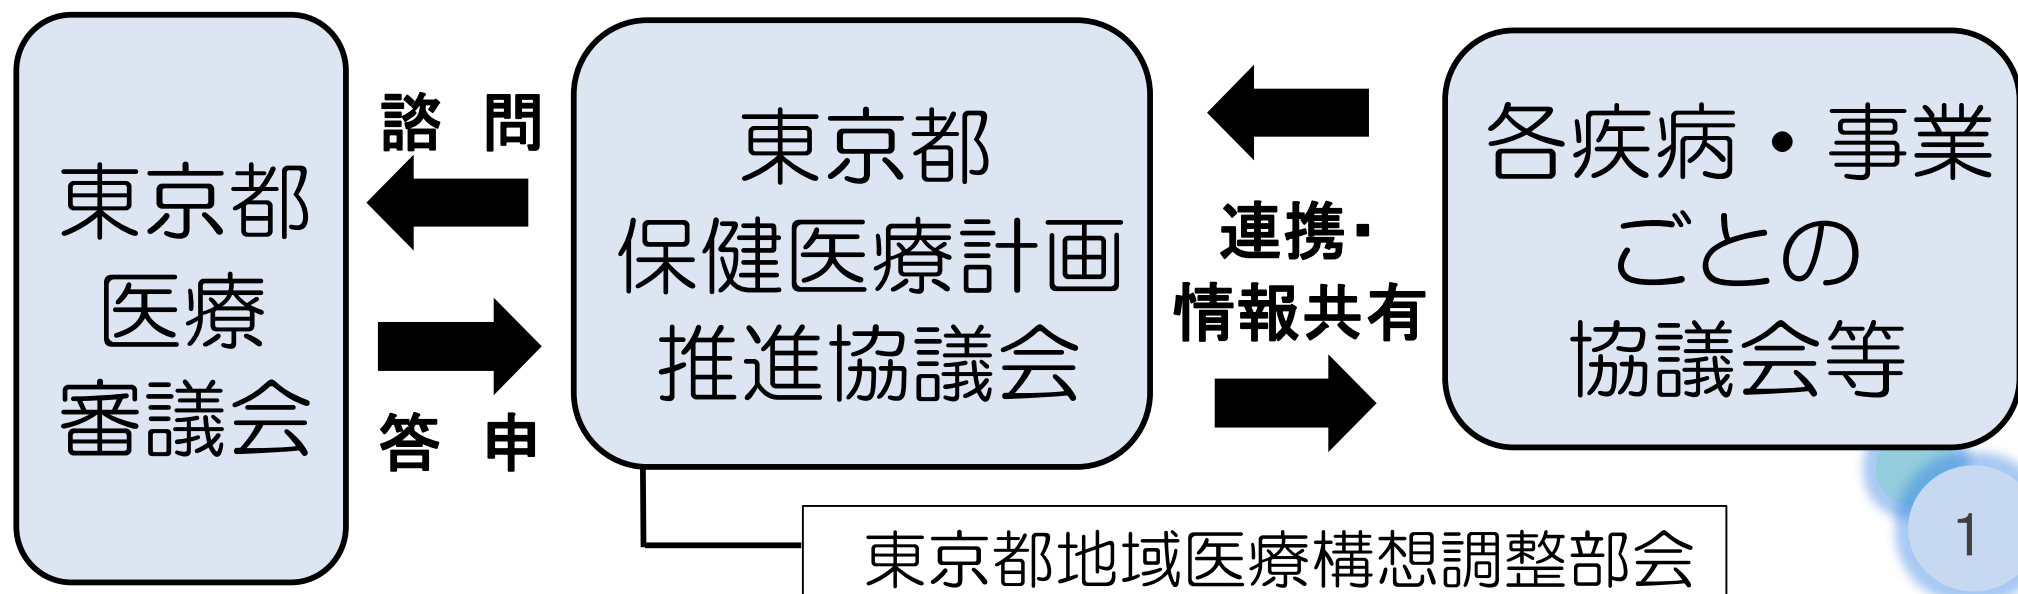 東京都
医療
審議会
諮問
答申
東京都
保健医療計画
推進協議会
連携・
情報共有
各疾病・事業
ごとの
協議会等
東京都地域医療構想調整部会
1